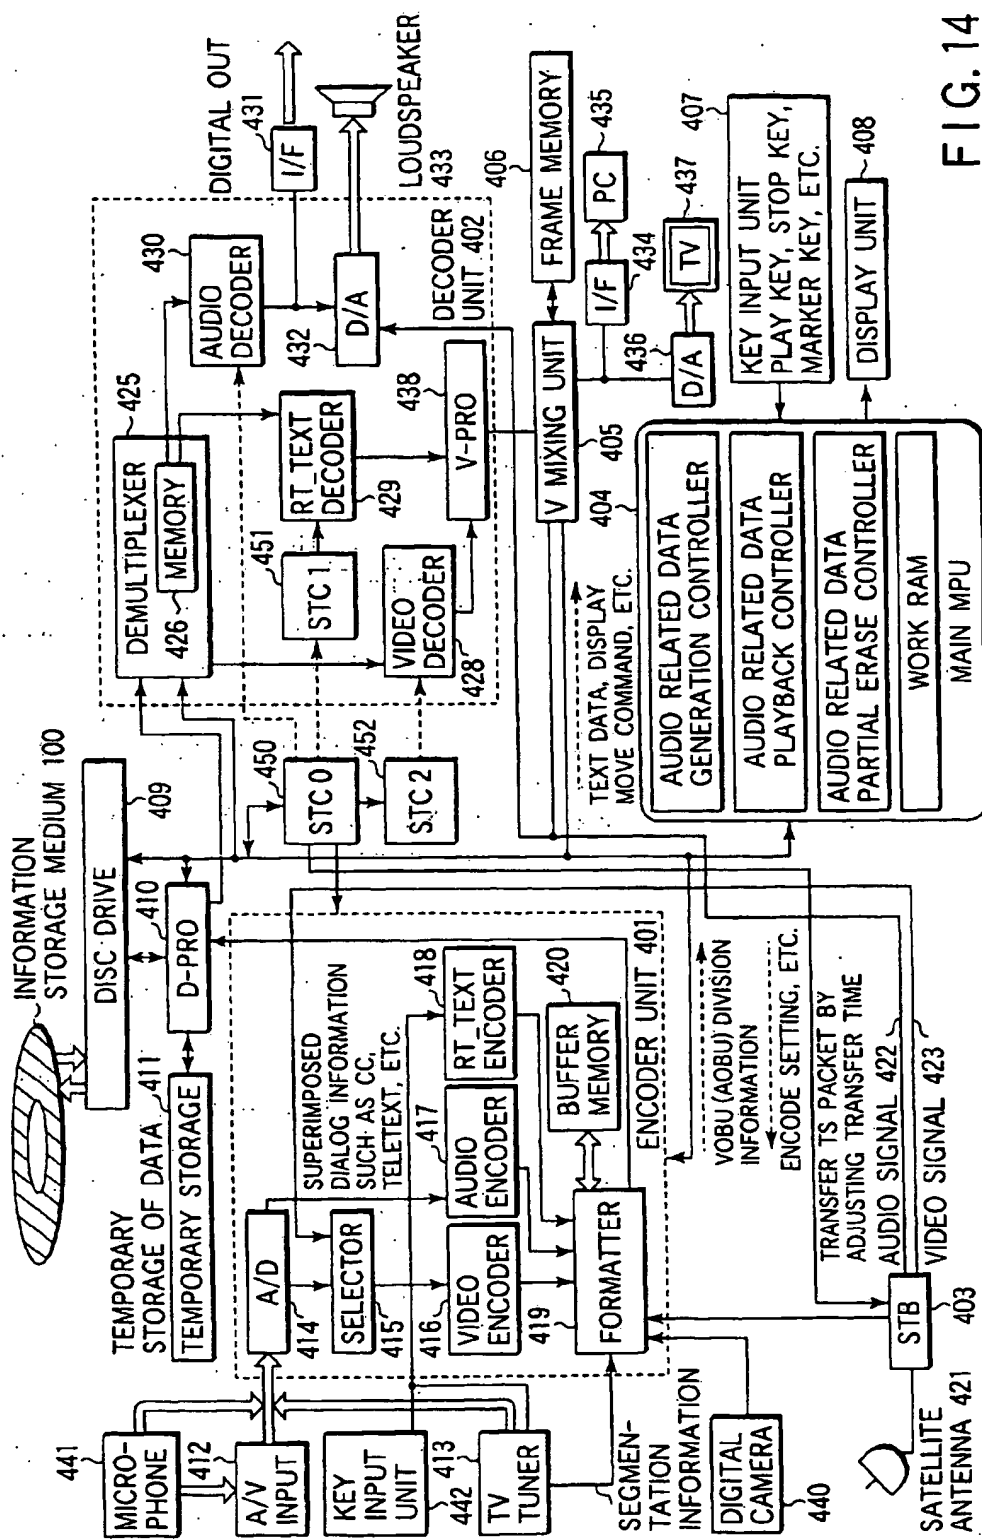 INFORMATION
STORAGE MEDIUM 100
DISC DRIVE
409
410
D-PRO
TEMPORARY
STORAGE OF DATA
411
TEMPORARY STORAGE
441
MICRO-
PHONE
412
A/V
INPUT
KEY
INPUT
UNIT
442
413
TV
TUNER
SEGMEN-
TATION
INFORMATION
DIGITAL
CAMERA
440
SATELLITE
ANTENNA 421
STB
403
A/D
414
SELECTOR
415
SUPERIMPOSED
DIALOG INFORMATION
SUCH AS CC,
TELETEXT, ETC.
416
VIDEO
ENCODER
417
AUDIO
ENCODER
418
RT_TEXT
ENCODER
419
FORMATTER
420
BUFFER
MEMORY
ENCODER UNIT 401
VOBU (AOBU) DIVISION
INFORMATION
ENCODE SETTING, ETC.
TRANSFER TS PACKET BY
ADJUSTING TRANSFER TIME
AUDIO SIGNAL 422
VIDEO SIGNAL 423
450
STC 0
452
STC 2
451
STC 1
425
DEMULTIPLEXER
426
MEMORY
VIDEO
DECODER
428
RT_TEXT
DECODER
429
430
AUDIO
DECODER
432
D/A
438
V-PRO
DECODER
UNIT 402
DIGITAL OUT
431
I/F
LOUDSPEAKER
433
406
FRAME MEMORY
V MIXING UNIT
405
I/F
434
PC
435
436
D/A
TV
437
TEXT DATA, DISPLAY
MOVE COMMAND, ETC.
404
AUDIO RELATED DATA
GENERATION CONTROLLER
AUDIO RELATED DATA
PLAYBACK CONTROLLER
AUDIO RELATED DATA
PARTIAL ERASE CONTROLLER
WORK RAM
MAIN MPU
407
KEY INPUT UNIT
PLAY KEY, STOP KEY,
MARKER KEY, ETC.
DISPLAY UNIT
408
FIG. 14